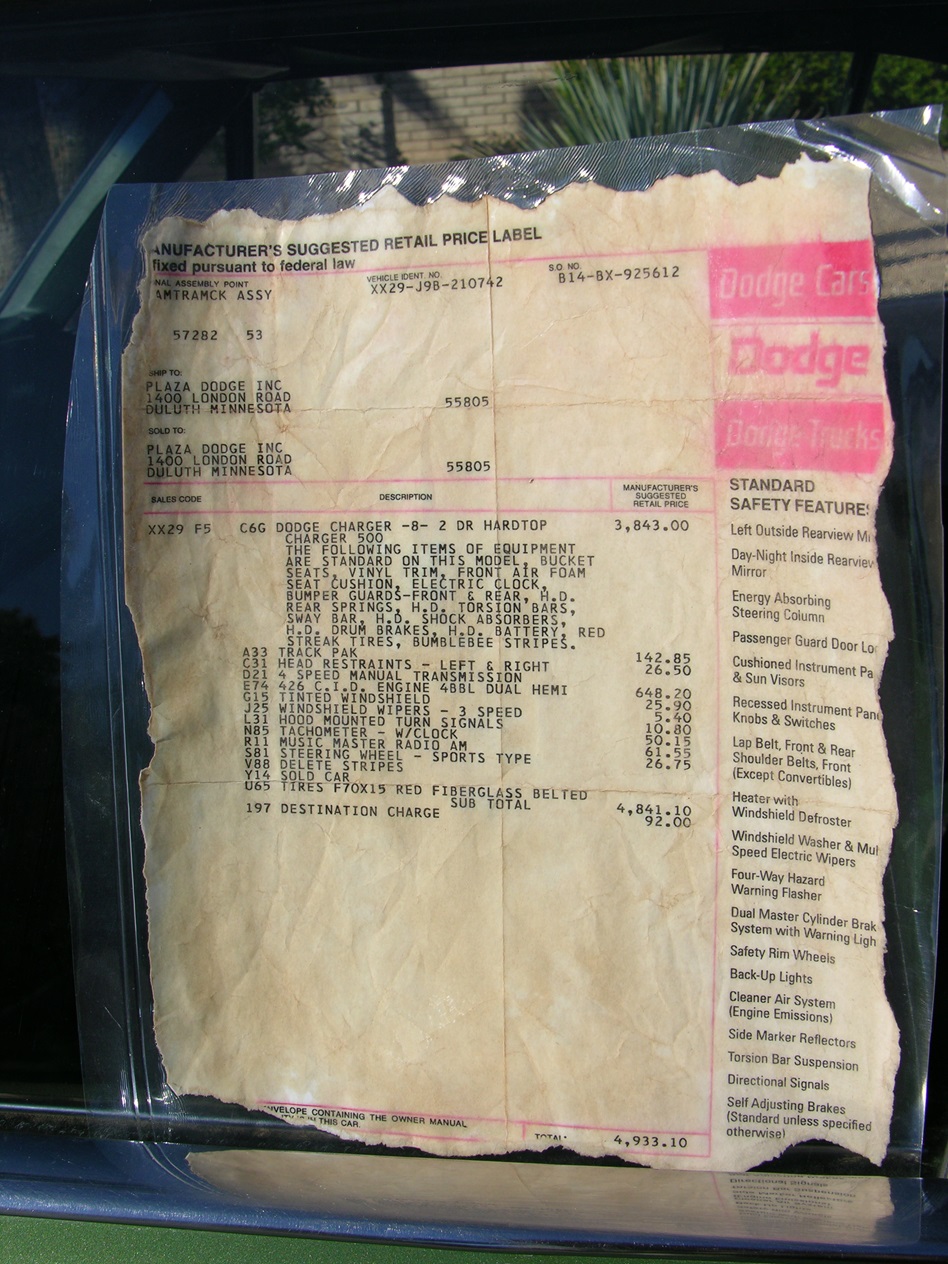 ANUFACTURER'S SUGGESTED RETAIL PRICE LABEL
fixed pursuant to federal law
NAL ASSEMBLY POINT
AMTRAMCK ASSY
VEHICLE IDENT. NO.
XX29-J9B-210742
S.O NO.
B14-BX-925612
57282 53
SHIP TO:
PLAZA DODGE INC
1400 LONDON ROAD
DULUTH MINNESOTA 55805
SOLD TO:
PLAZA DODGE INC
1400 LONDON ROAD
DULUTH MINNESOTA 55805
Dodge Cars
Dodge
Dodge Trucks
SALES CODE DESCRIPTION MANUFACTURER'S
SUGGESTED
RETAIL PRICE
XX29 F5 C6G DODGE CHARGER -8- 2 DR HARDTOP 3,843.00
CHARGER 500
THE FOLLOWING ITEMS OF EQUIPMENT
ARE STANDARD ON THIS MODEL, BUCKET
SEATS, VINYL TRIM, FRONT AIR FOAM
SEAT CUSHION, ELECTRIC CLOCK,
BUMPER GUARDS-FRONT & REAR, H.D.
REAR SPRINGS, H.D. TORSION BARS,
SWAY BAR, H.D. SHOCK ABSORBERS,
H.D. DRUM BRAKES, H.D. BATTERY, RED
STREAK TIRES, BUMBLEBEE STRIPES.
A33 TRACK PAK 142.85
C31 HEAD RESTRAINTS - LEFT & RIGHT 26.50
D21 4 SPEED MANUAL TRANSMISSION
E74 426 C.I.D. ENGINE 4BBL DUAL HEMI 648.20
G15 TINTED WINDSHIELD 25.90
J25 WINDSHIELD WIPERS - 3 SPEED 5.40
L31 HOOD MOUNTED TURN SIGNALS 10.80
N85 TACHOMETER - W/CLOCK 50.15
R11 MUSIC MASTER RADIO AM 61.55
S81 STEERING WHEEL - SPORTS TYPE 26.75
V88 DELETE STRIPES
Y14 SOLD CAR
U65 TIRES F70X15 RED FIBERGLASS BELTED
SUB TOTAL 4,841.10
197 DESTINATION CHARGE 92.00
NVELOPE CONTAINING THE OWNER MANUAL
IN THIS CAR.
TOTAL 4,933.10
STANDARD
SAFETY FEATURES
Left Outside Rearview Mi
Day-Night Inside Rearview
Mirror
Energy Absorbing
Steering Column
Passenger Guard Door Loc
Cushioned Instrument Pa
& Sun Visors
Recessed Instrument Pane
Knobs & Switches
Lap Belt, Front & Rear
Shoulder Belts, Front
(Except Convertibles)
Heater with
Windshield Defroster
Windshield Washer & Mul
Speed Electric Wipers
Four-Way Hazard
Warning Flasher
Dual Master Cylinder Brak
System with Warning Ligh
Safety Rim Wheels
Back-Up Lights
Cleaner Air System
(Engine Emissions)
Side Marker Reflectors
Torsion Bar Suspension
Directional Signals
Self Adjusting Brakes
(Standard unless specified
otherwise)